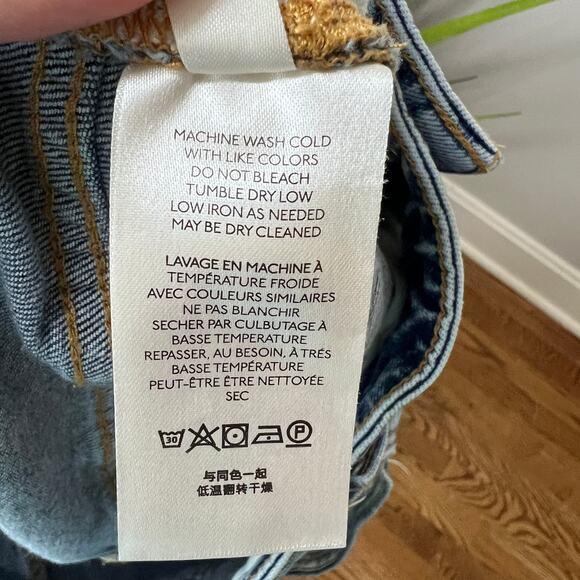 MACHINE WASH COLD
WITH LIKE COLORS
DO NOT BLEACH
TUMBLE DRY LOW
LOW IRON AS NEEDED
MAY BE DRY CLEANED
LAVAGE EN MACHINE À
TEMPÉRATURE FROIDE
AVEC COULEURS SIMILAIRES
NE PAS BLANCHIR
SECHER PAR CULBUTAGE À
BASSE TEMPÉRATURE
REPASSER, AU BESOIN, À TRÉS
BASSE TEMPÉRATURE
PEUT-ÊTRE ÊTRE NETTOYÉE
SEC
30 P
与同色一起
低温翻转干燥